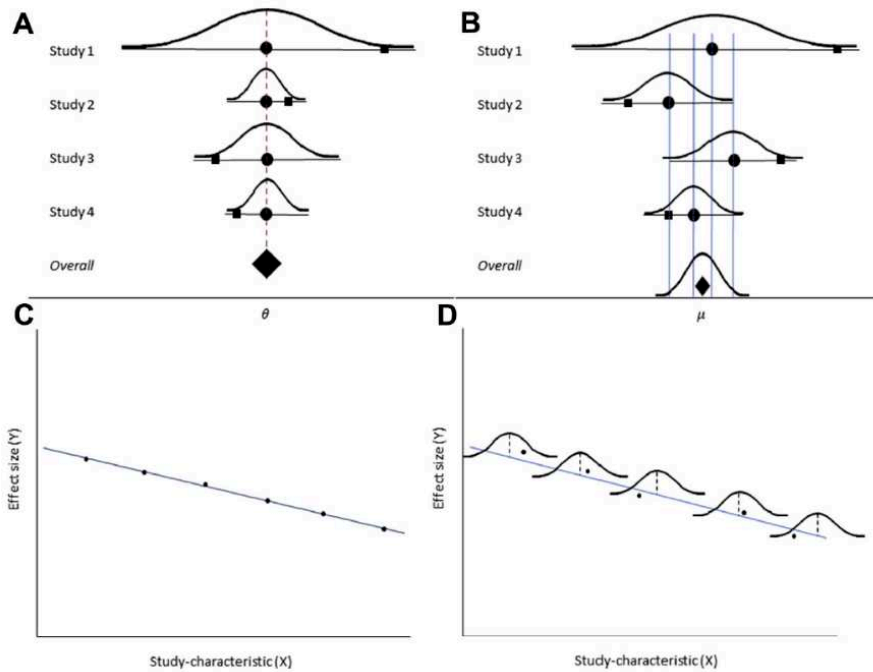 A
Study 1
Study 2
Study 3
Study 4
Overall
θ
B
Study 1
Study 2
Study 3
Study 4
Overall
μ
C
Effect size (Y)
Study-characteristic (X)
D
Effect size (Y)
Study-characteristic (X)